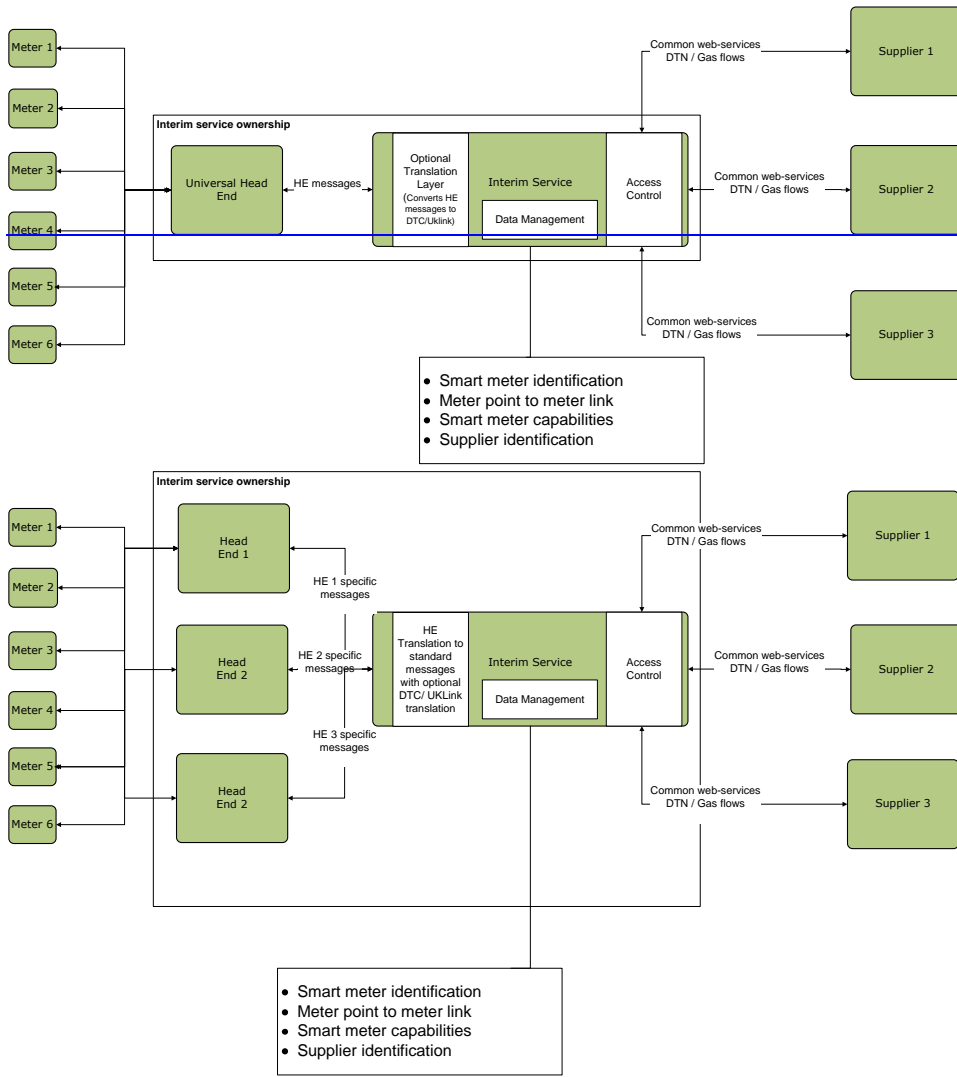 Meter 1
Meter 2
Meter 3
Meter 4
Meter 5
Meter 6
Interim service ownership
Universal Head
End
HE messages
Optional
Translation
Layer
(Converts HE
messages to
DTC/Uklink)
Interim Service
Data Management
Access
Control
Common web-services
DTN / Gas flows
Supplier 1
Common web-services
DTN / Gas flows
Supplier 2
Common web-services
DTN / Gas flows
Supplier 3
• Smart meter identification
• Meter point to meter link
• Smart meter capabilities
• Supplier identification
Interim service ownership
Meter 1
Meter 2
Meter 3
Meter 4
Meter 5
Meter 6
Head
End 1
Head
End 2
Head
End 2
HE 1 specific
messages
HE 2 specific
messages
HE 3 specific
messages
HE
Translation to
standard
messages
with optional
DTC/ UKLink
translation
Interim Service
Data Management
Access
Control
Common web-services
DTN / Gas flows
Supplier 1
Common web-services
DTN / Gas flows
Supplier 2
Common web-services
DTN / Gas flows
Supplier 3
• Smart meter identification
• Meter point to meter link
• Smart meter capabilities
• Supplier identification